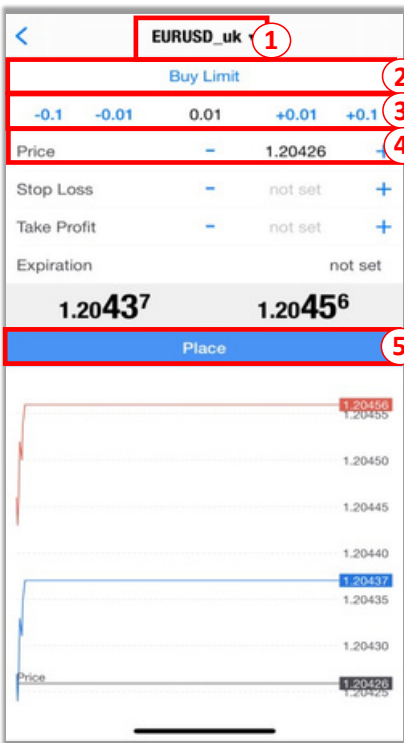 < EURUSD_uk ▾ 1
Buy Limit 2
-0.1 -0.01 0.01 +0.01 +0.1 3
Price - 1.20426 + 4
Stop Loss - not set +
Take Profit - not set +
Expiration not set
1.20437 1.20456
Place 5
1.20456
1.20455
1.20450
1.20445
1.20440
1.20437
1.20435
1.20430
Price 1.20426
1.20425